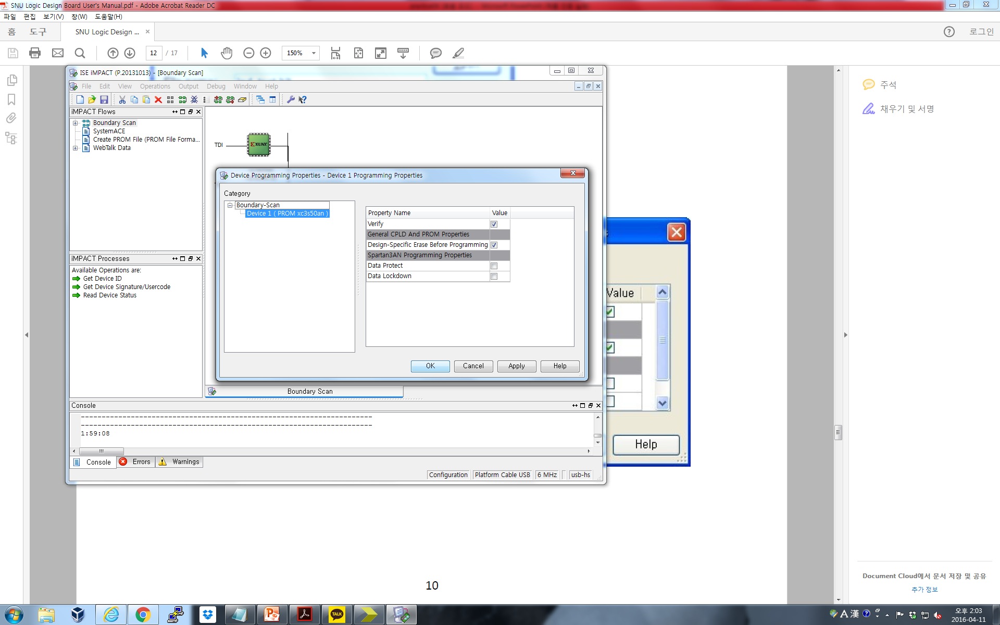 SNU Logic Design Board User's Manual.pdf - Adobe Acrobat Reader DC
파일 편집 보기(V) 창(W) 도움말(H)
홈 도구 SNU Logic Design ... × 로그인
12 / 17 150%
ISE iMPACT (P.20131013) - [Boundary Scan]
File Edit View Operations Output Debug Window Help
iMPACT Flows
Boundary Scan
SystemACE
Create PROM File (PROM File Forma...
WebTalk Data
TDI
XILINX
iMPACT Processes
Available Operations are:
Get Device ID
Get Device Signature/Usercode
Read Device Status
Device Programming Properties - Device 1 Programming Properties
Category
Boundary-Scan
Device 1 ( PROM xc3s50an )
Property Name Value
Verify
General CPLD And PROM Properties
Design-Specific Erase Before Programming
Spartan3AN Programming Properties
Data Protect
Data Lockdown
OK Cancel Apply Help
Boundary Scan
Console
----------------------------------------------------------------------
----------------------------------------------------------------------
1:59:08
Console Errors Warnings
Configuration Platform Cable USB 6 MHz usb-hs
Value
Help
10
주석
채우기 및 서명
Document Cloud에서 문서 저장 및 공유
추가 정보
TALK
A 漢
오후 2:03
2016-04-11